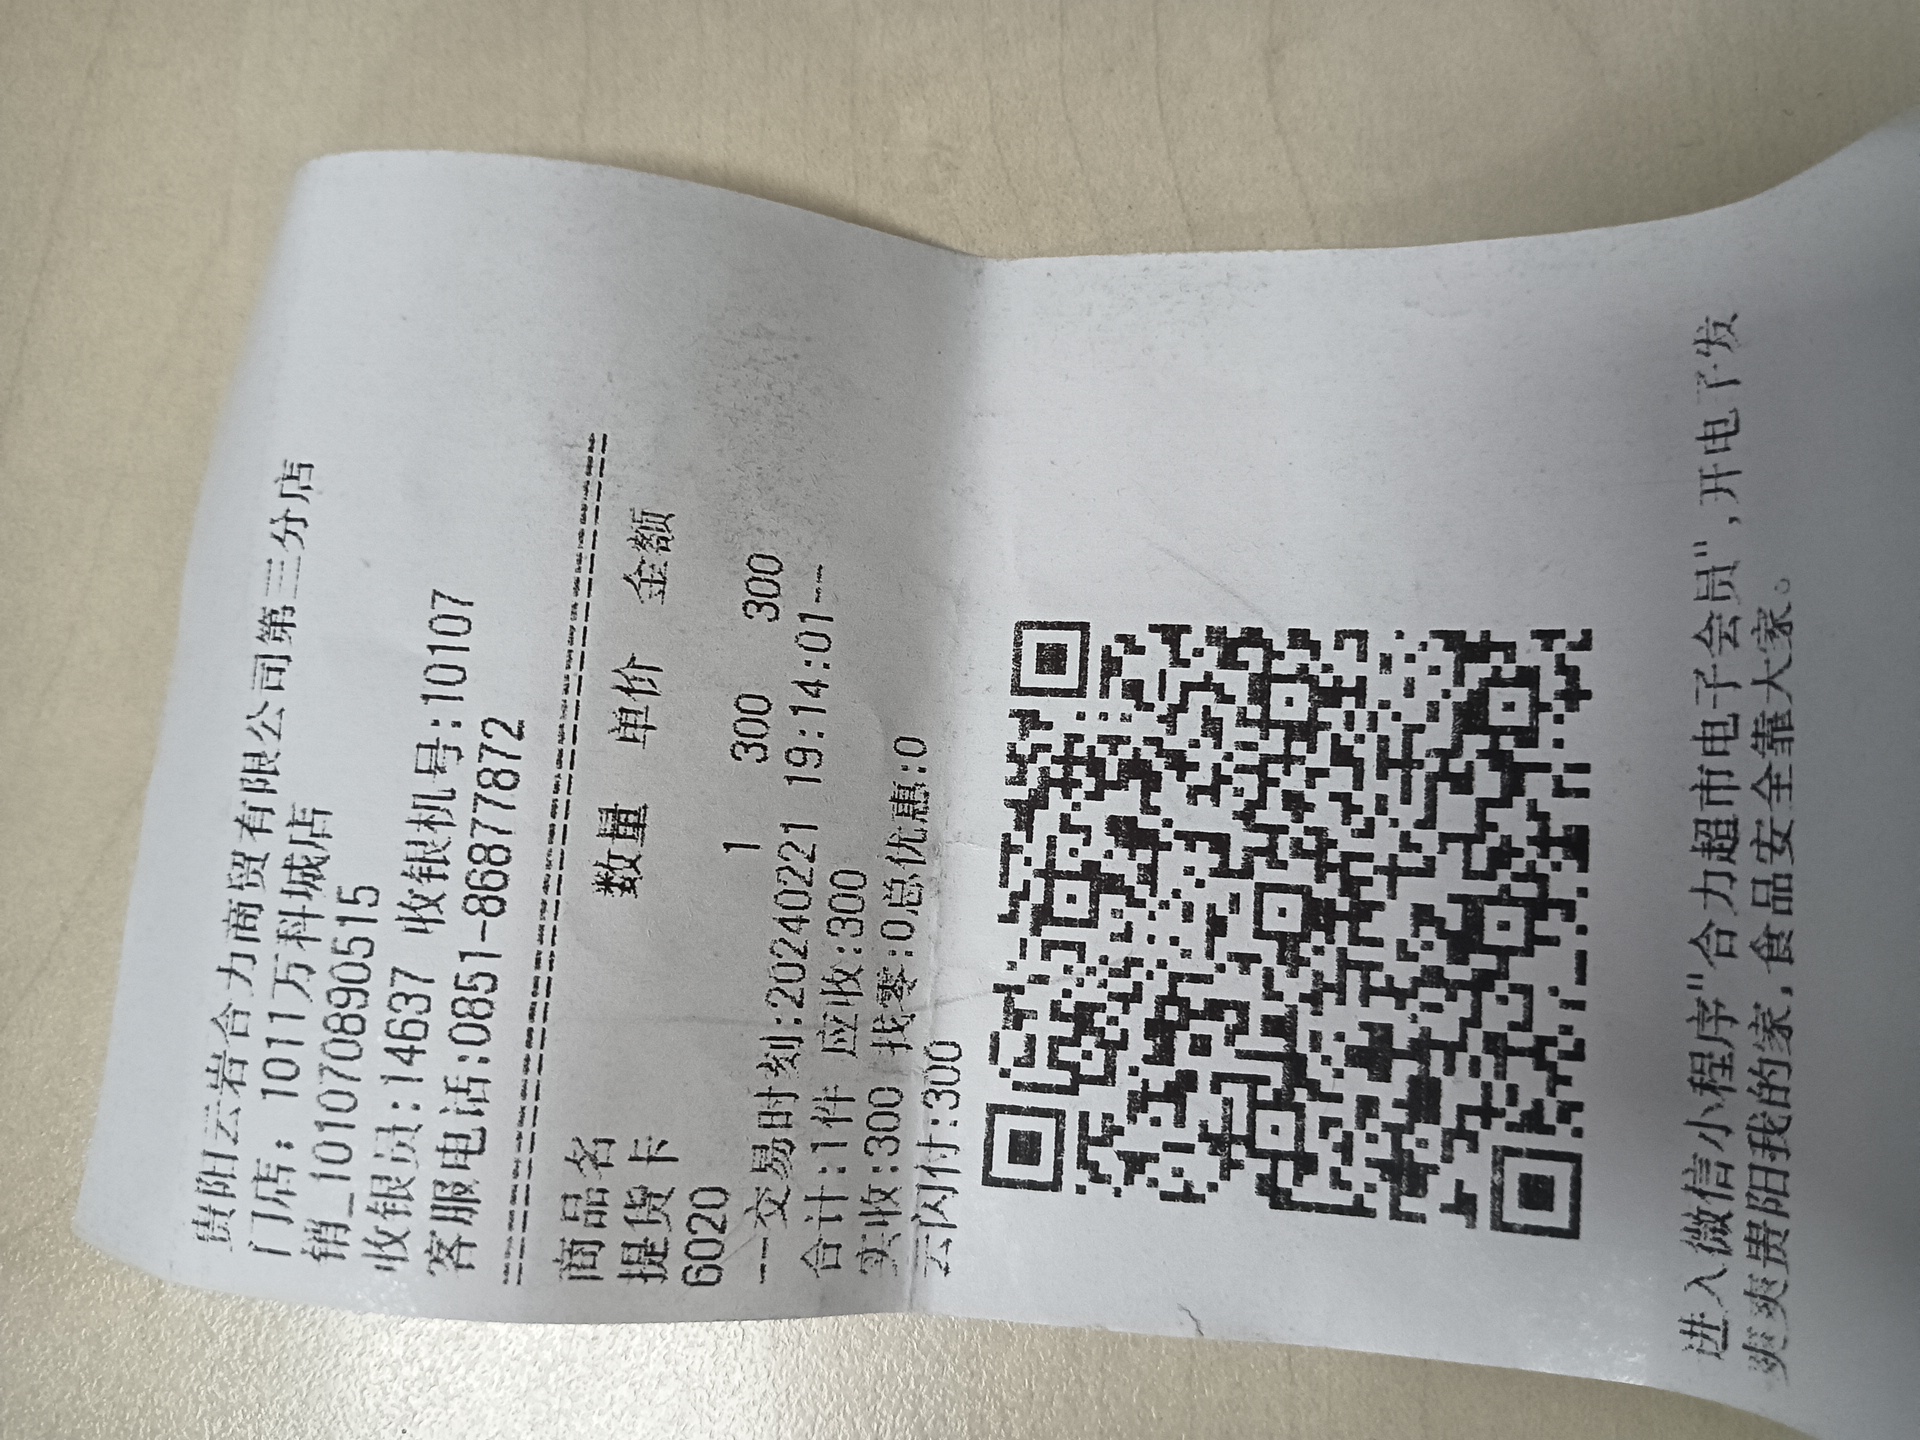 贵阳云岩合力商贸有限公司第三分店
门店：1011万科城店
销_101070890515
收银员:14637 收银机号:10107
客服电话:0851-86877872
商品名 数量 单价 金额
提货卡
6020 1 300 300
--交易时刻:20240221 19:14:01--
合计:1件 应收:300
实收:300 找零:0总优惠:0
云闪付:300
进入微信小程序"合力超市电子会员",开电子发
爽爽贵阳我的家,食品安全靠大家。